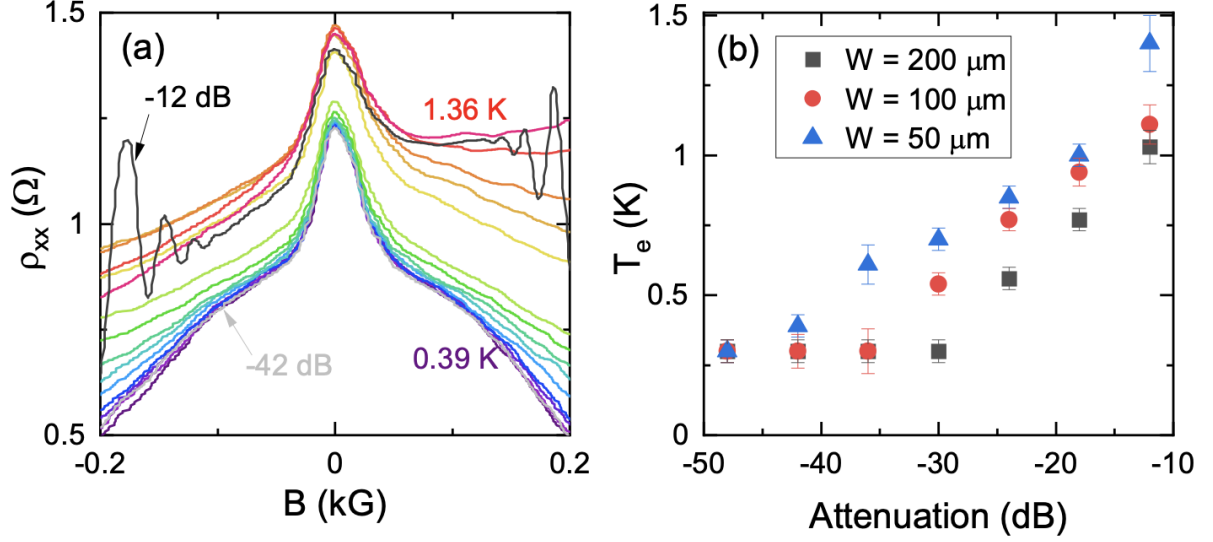 (a)
-12 dB
1.36 K
-42 dB
0.39 K
1
0.5
-0.2
0
0.2
ρxx (Ω)
B (kG)
(b)
W = 200 μm
W = 100 μm
W = 50 μm
1.5
1
0.5
0
-50
-40
-30
-20
-10
Te (K)
Attenuation (dB)